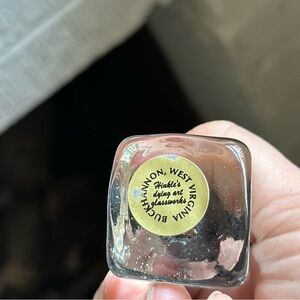 BUCKHANNON, WEST VIRGINIA
Hinkle's
dying art
glassworks